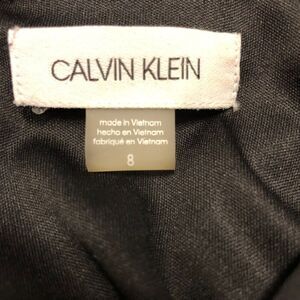 CALVIN KLEIN
made in Vietnam
hecho en Vietnam
fabriqué en Vietnam
8